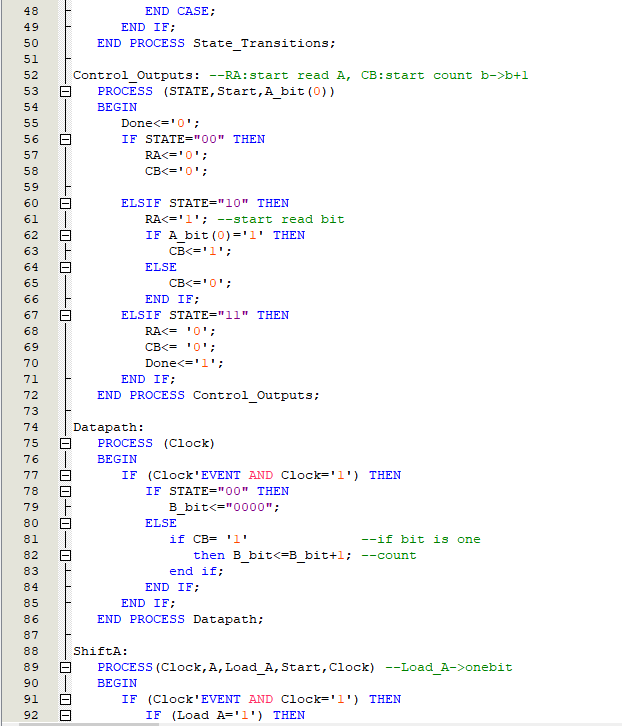 48 END CASE;
49 END IF;
50 END PROCESS State_Transitions;
51
52 Control_Outputs: --RA:start read A, CB:start count b->b+1
53 PROCESS (STATE,Start,A_bit(0))
54 BEGIN
55 Done<='0';
56 IF STATE="00" THEN
57 RA<='0';
58 CB<='0';
59
60 ELSIF STATE="10" THEN
61 RA<='1'; --start read bit
62 IF A_bit(0)='1' THEN
63 CB<='1';
64 ELSE
65 CB<='0';
66 END IF;
67 ELSIF STATE="11" THEN
68 RA<= '0';
69 CB<= '0';
70 Done<='1';
71 END IF;
72 END PROCESS Control_Outputs;
73
74 Datapath:
75 PROCESS (Clock)
76 BEGIN
77 IF (Clock'EVENT AND Clock='1') THEN
78 IF STATE="00" THEN
79 B_bit<="0000";
80 ELSE
81 if CB= '1' --if bit is one
82 then B_bit<=B_bit+1; --count
83 end if;
84 END IF;
85 END IF;
86 END PROCESS Datapath;
87
88 ShiftA:
89 PROCESS(Clock,A,Load_A,Start,Clock) --Load_A->onebit
90 BEGIN
91 IF (Clock'EVENT AND Clock='1') THEN
92 IF (Load_A='1') THEN